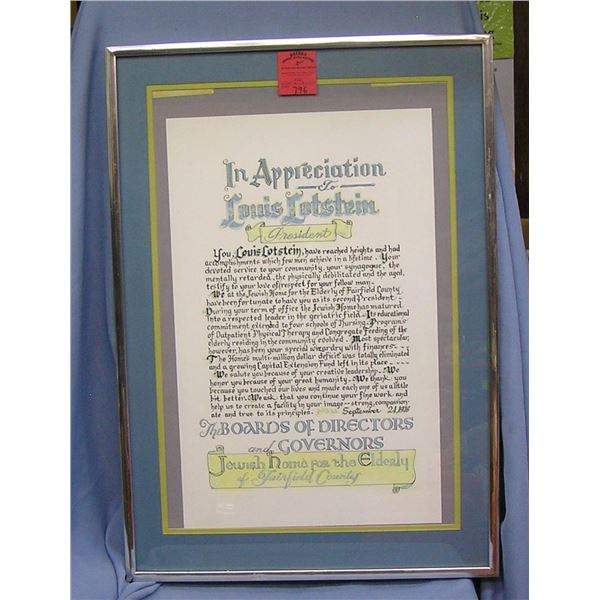 796
In Appreciation
To
Louis Lotstein
President
You, Louis Lotstein, have reached heights and had
accomplishments which few men achieve in a lifetime. Your
devoted service to your community, your synagogue, the
mentally retarded, the physically debilitated and the aged,
testify to your love of respect for your fellow man.
We at the Jewish Home for the Elderly of Fairfield County
have been fortunate to have you as its second President.
During your term of office the Jewish Home has matured
into a respected leader in the geriatric field. Its educational
commitment extended to four schools of Nursing. Programs
of Outpatient Physical Therapy and Congregate Feeding of the
elderly residing in the community evolved. Most spectacular,
however, has been your special wizardry with finances.
The Home's multi-million dollar deficit was totally eliminated
and a growing Capital Extension Fund left in its place.
We salute you because of your creative leadership. We
honor you because of your great humanity. We thank you
because you touched our lives and made each one of us a little
bit better. We ask that you continue your fine work and
help us to create a facility in your image--strong, compassion-
ate and true to its principles. September 21, 1976
The BOARDS OF DIRECTORS
and GOVERNORS
Jewish Home for the Elderly
of Fairfield County